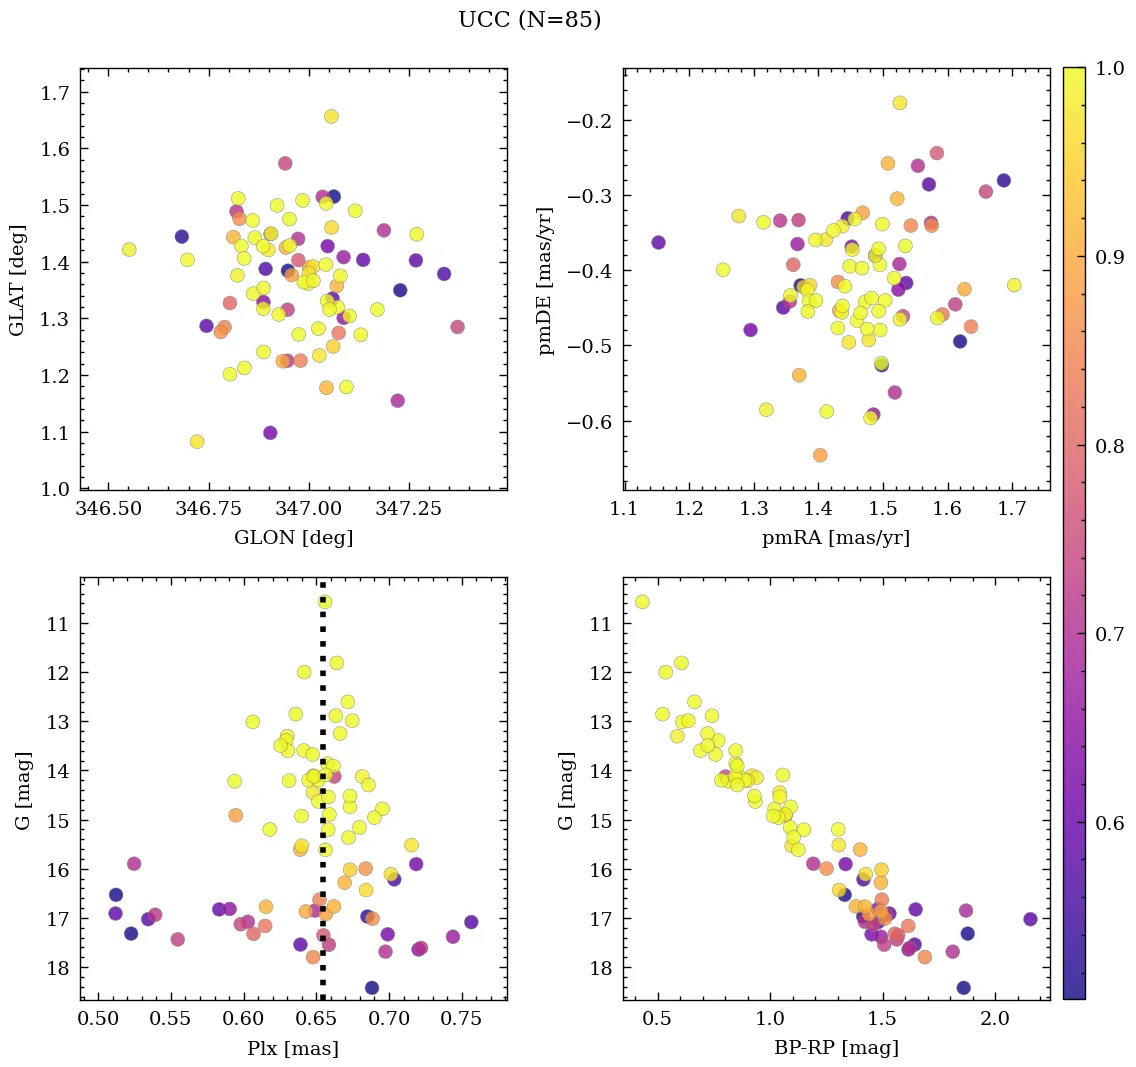 UCC (N=85)
1.7
1.6
1.5
1.4
1.3
1.2
1.1
1.0
GLAT [deg]
346.50 346.75 347.00 347.25
GLON [deg]
−0.2
−0.3
−0.4
−0.5
−0.6
pmDE [mas/yr]
1.1 1.2 1.3 1.4 1.5 1.6 1.7
pmRA [mas/yr]
1.0
0.9
0.8
0.7
0.6
11
12
13
14
15
16
17
18
G [mag]
0.50 0.55 0.60 0.65 0.70 0.75
Plx [mas]
11
12
13
14
15
16
17
18
G [mag]
0.5 1.0 1.5 2.0
BP-RP [mag]